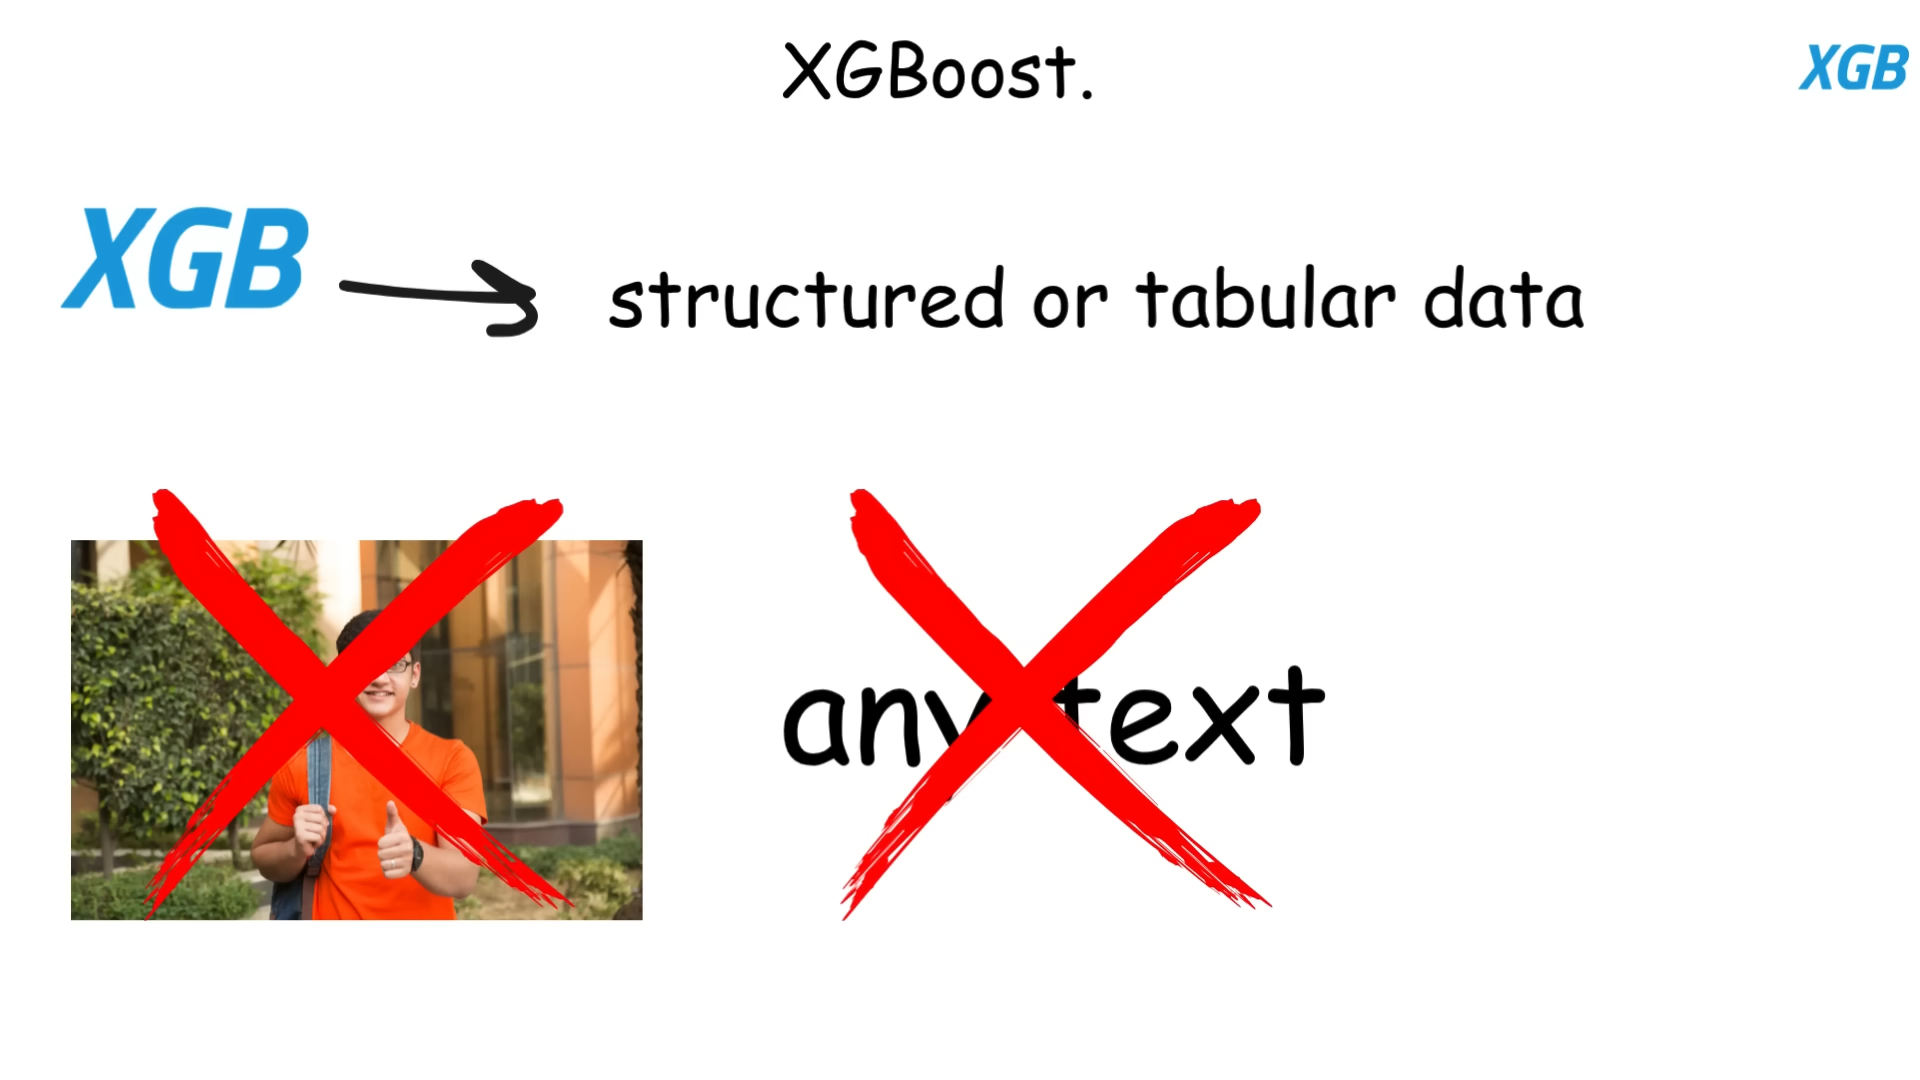 XGBoost.
XGB
XGB
structured or tabular data
any text